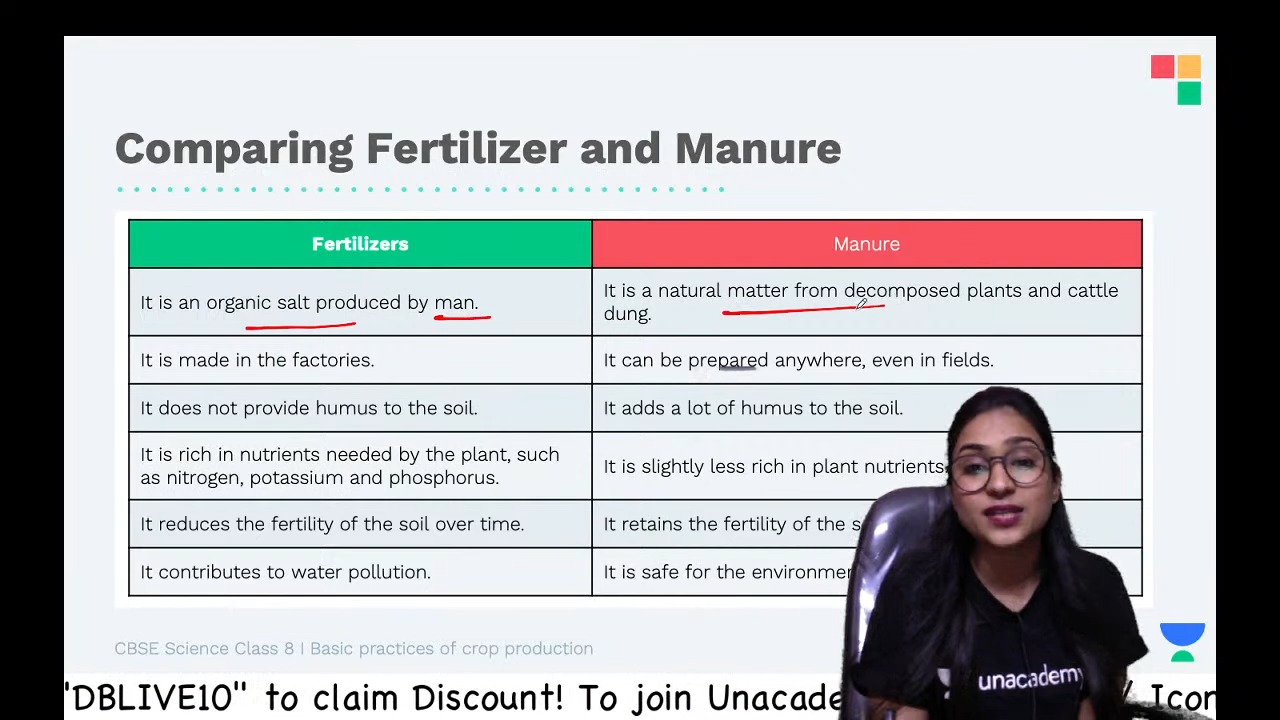 Comparing Fertilizer and Manure
Fertilizers
Manure
It is an organic salt produced by man.
It is a natural matter from decomposed plants and cattle
dung.
It is made in the factories.
It can be prepared anywhere, even in fields.
It does not provide humus to the soil.
It adds a lot of humus to the soil.
It is rich in nutrients needed by the plant, such
as nitrogen, potassium and phosphorus.
It is slightly less rich in plant nutrients
It reduces the fertility of the soil over time.
It retains the fertility of the
It contributes to water pollution.
It is safe for the
CBSE Science Class 8 I Basic practices of crop production
unacademy
"DBLIVE10" to claim Discount! To join